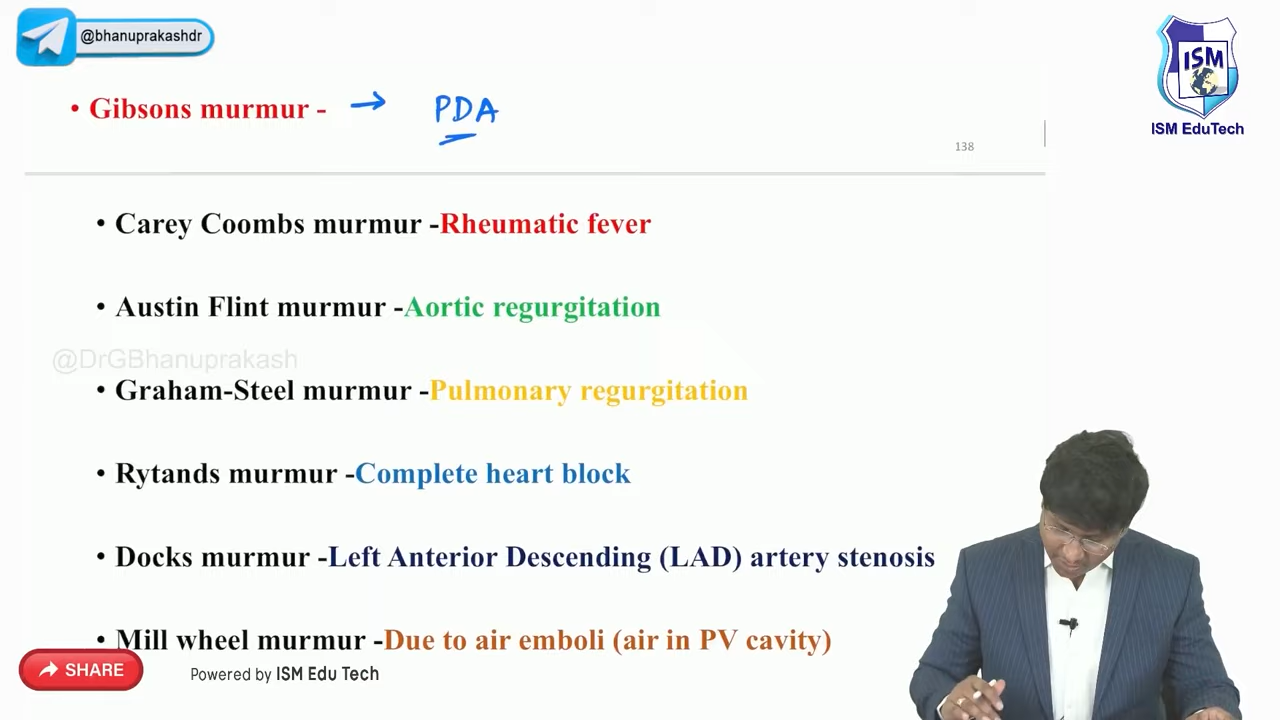 @bhanuprakashdr
ISM
ISM EduTech
• Gibsons murmur - → PDA
138
• Carey Coombs murmur -Rheumatic fever
• Austin Flint murmur -Aortic regurgitation
@DrGBhanuprakash
• Graham-Steel murmur -Pulmonary regurgitation
• Rytands murmur -Complete heart block
• Docks murmur -Left Anterior Descending (LAD) artery stenosis
• Mill wheel murmur -Due to air emboli (air in PV cavity)
SHARE
Powered by ISM Edu Tech